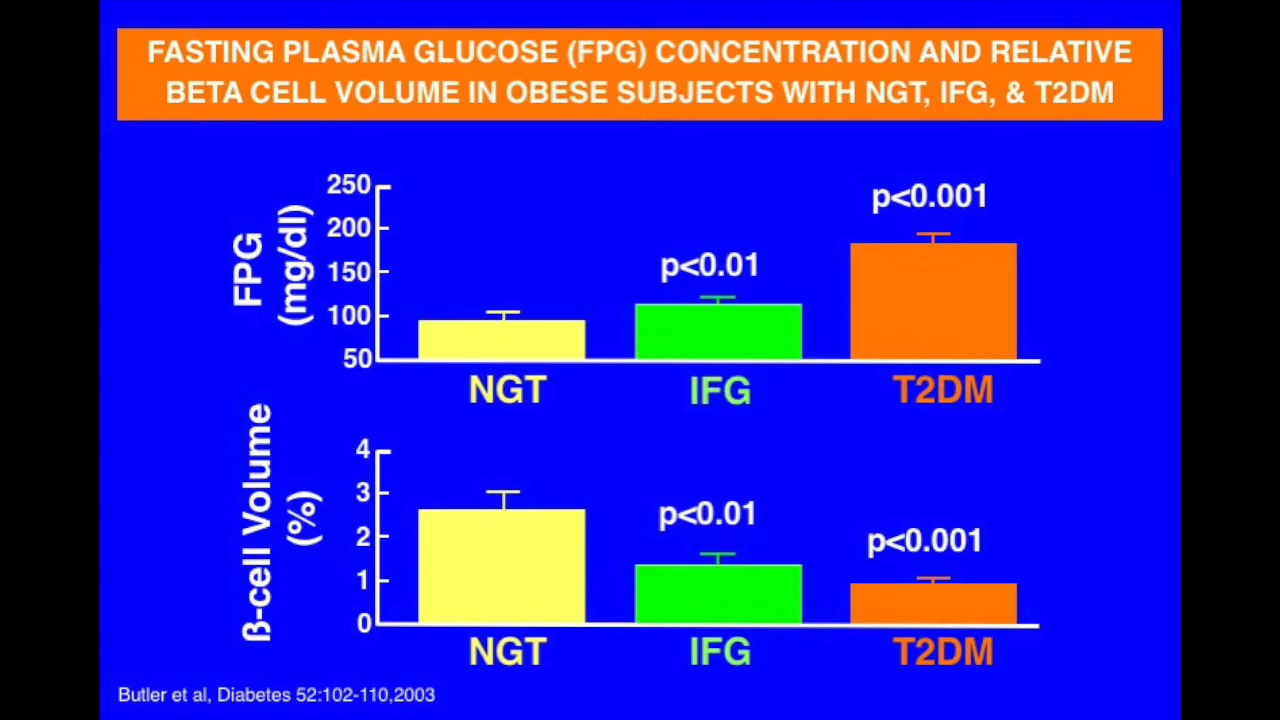 FASTING PLASMA GLUCOSE (FPG) CONCENTRATION AND RELATIVE
BETA CELL VOLUME IN OBESE SUBJECTS WITH NGT, IFG, & T2DM
FPG
(mg/dl)
250
200
150
100
50
p<0.01
p<0.001
NGT
IFG
T2DM
ß-cell Volume
(%)
4
3
2
1
0
p<0.01
p<0.001
NGT
IFG
T2DM
Butler et al, Diabetes 52:102-110,2003